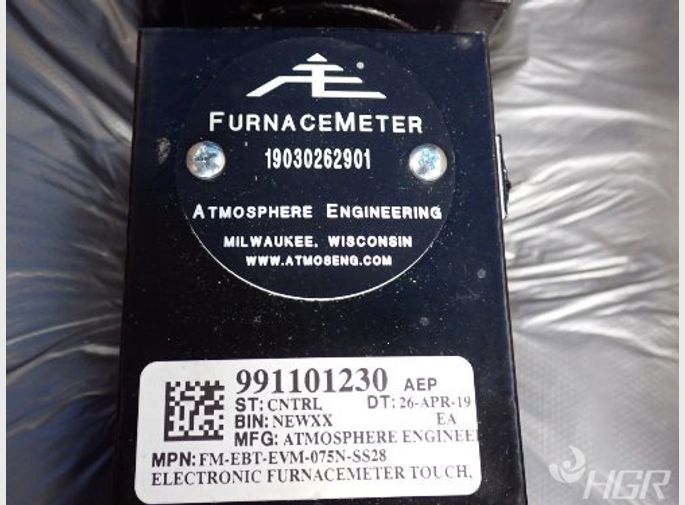 FURNACEMETER
19030262901
ATMOSPHERE ENGINEERING
MILWAUKEE, WISCONSIN
WWW.ATMOSENG.COM
991101230 AEP
ST: CNTRL DT: 26-APR-19
BIN: NEWXX EA
MFG: ATMOSPHERE ENGINEE
MPN: FM-EBT-EVM-075N-SS28
ELECTRONIC FURNACEMETER TOUCH,
HGR